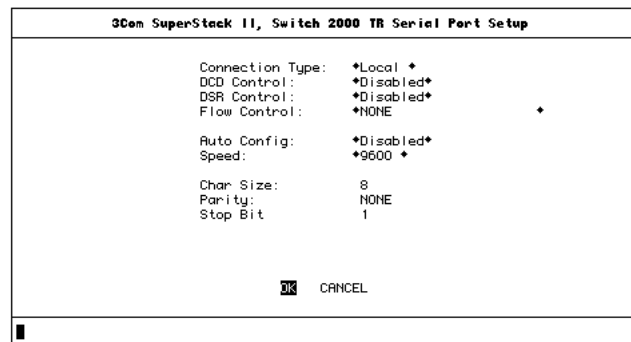 3Com SuperStack II, Switch 2000 TR Serial Port Setup
Connection Type: ◆Local ◆
DCD Control: ◆Disabled◆
DSR Control: ◆Disabled◆
Flow Control: ◆NONE ◆
Auto Config: ◆Disabled◆
Speed: ◆9600 ◆
Char Size: 8
Parity: NONE
Stop Bit 1
OK CANCEL